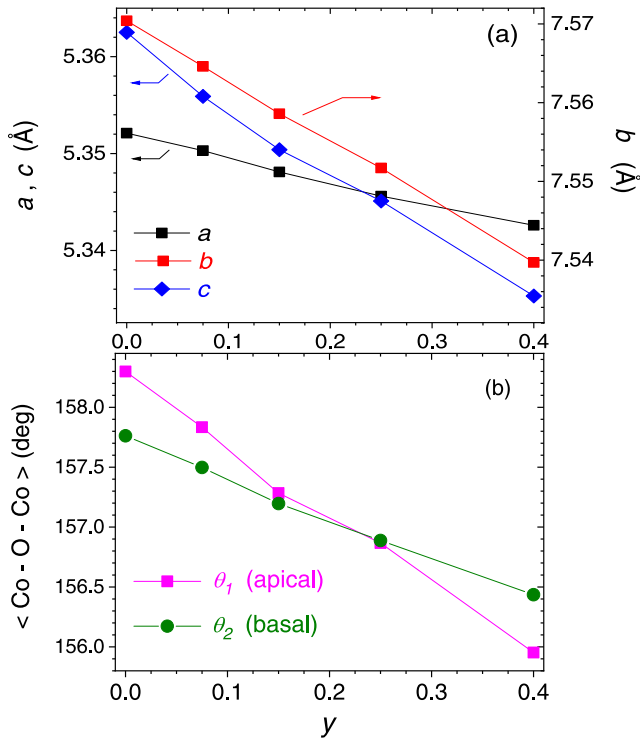 (a)
5.36
5.35
5.34
a , c (Å)
7.57
7.56
7.55
7.54
b (Å)
a
b
c
0.0 0.1 0.2 0.3 0.4
(b)
158.0
157.5
157.0
156.5
156.0
< Co - O - Co > (deg)
θ1 (apical)
θ2 (basal)
0.0 0.1 0.2 0.3 0.4
y